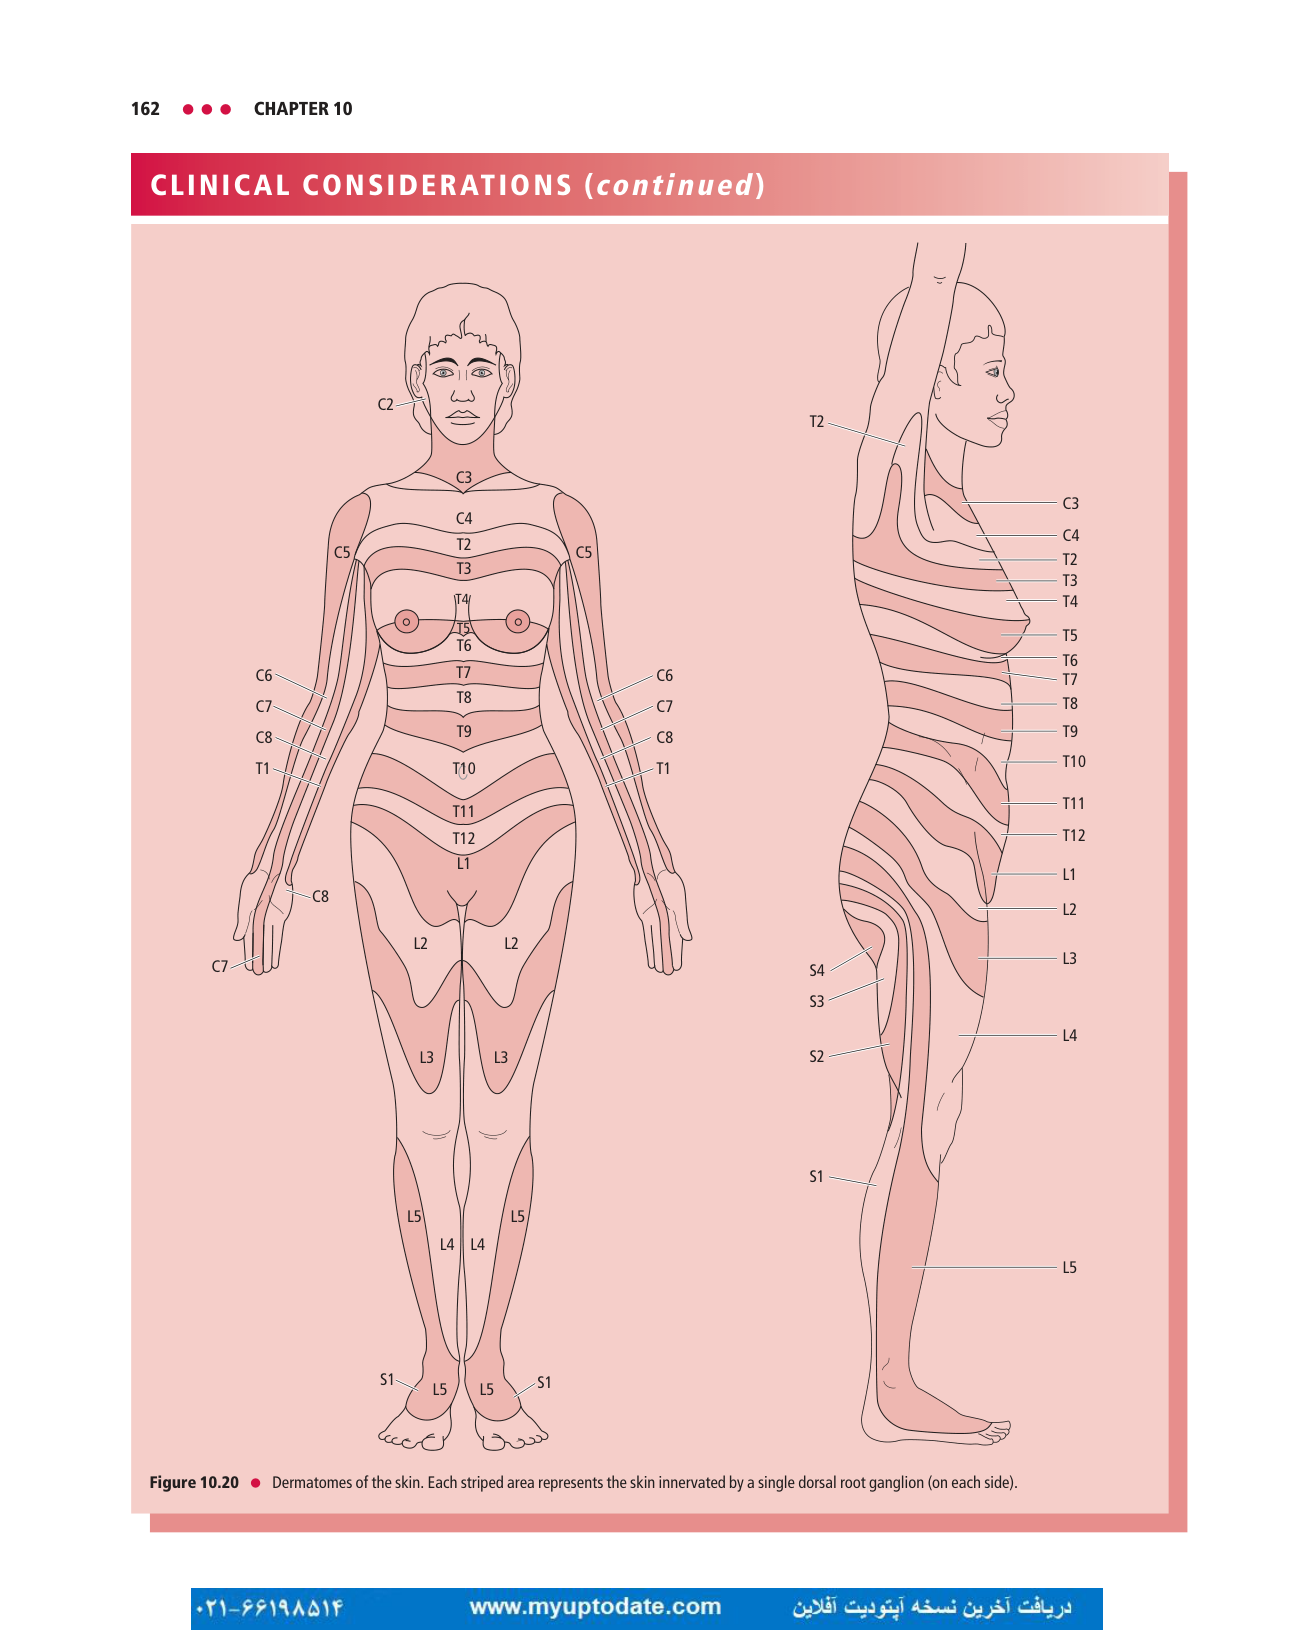 162 ● ● ● CHAPTER 10
CLINICAL CONSIDERATIONS (continued)
C2
C3
C4
C5
T2
C5
T3
T4
T5
T6
C6
T7
C6
C7
T8
C7
C8
T9
C8
T1
T10
T1
T11
T12
L1
C8
L2
L2
C7
L3
L3
L5
L5
L4
L4
S1
L5
L5
S1
T2
C3
C4
T2
T3
T4
T5
T6
T7
T8
T9
T10
T11
T12
L1
L2
L3
S4
S3
L4
S2
S1
L5
Figure 10.20 ● Dermatomes of the skin. Each striped area represents the skin innervated by a single dorsal root ganglion (on each side).
۰۲۱-۶۶۱۹۸۵۱۴ www.myuptodate.com دریافت آخرین نسخه آپتودیت آفلاین